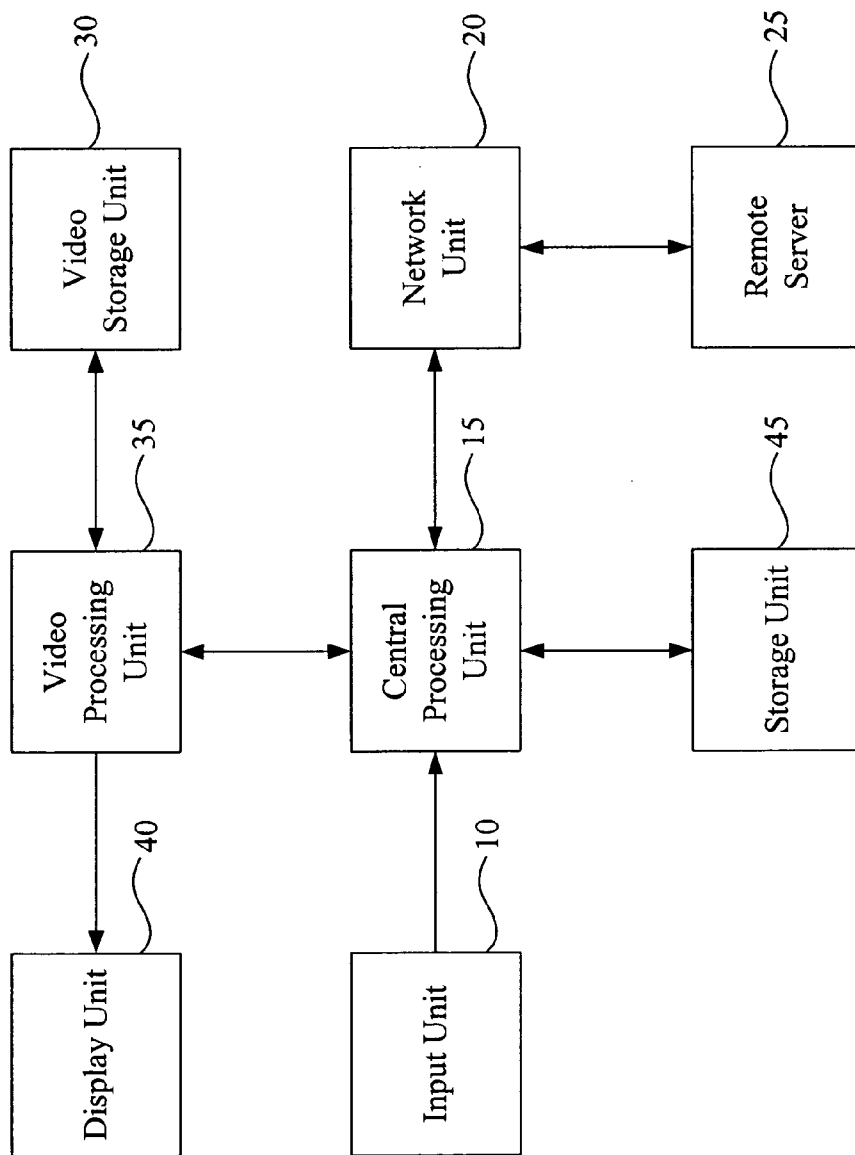 Display Unit
40
Video
Processing
Unit
35
Video
Storage Unit
30
Input Unit
10
Central
Processing
Unit
15
Network
Unit
20
Storage Unit
45
Remote
Server
25